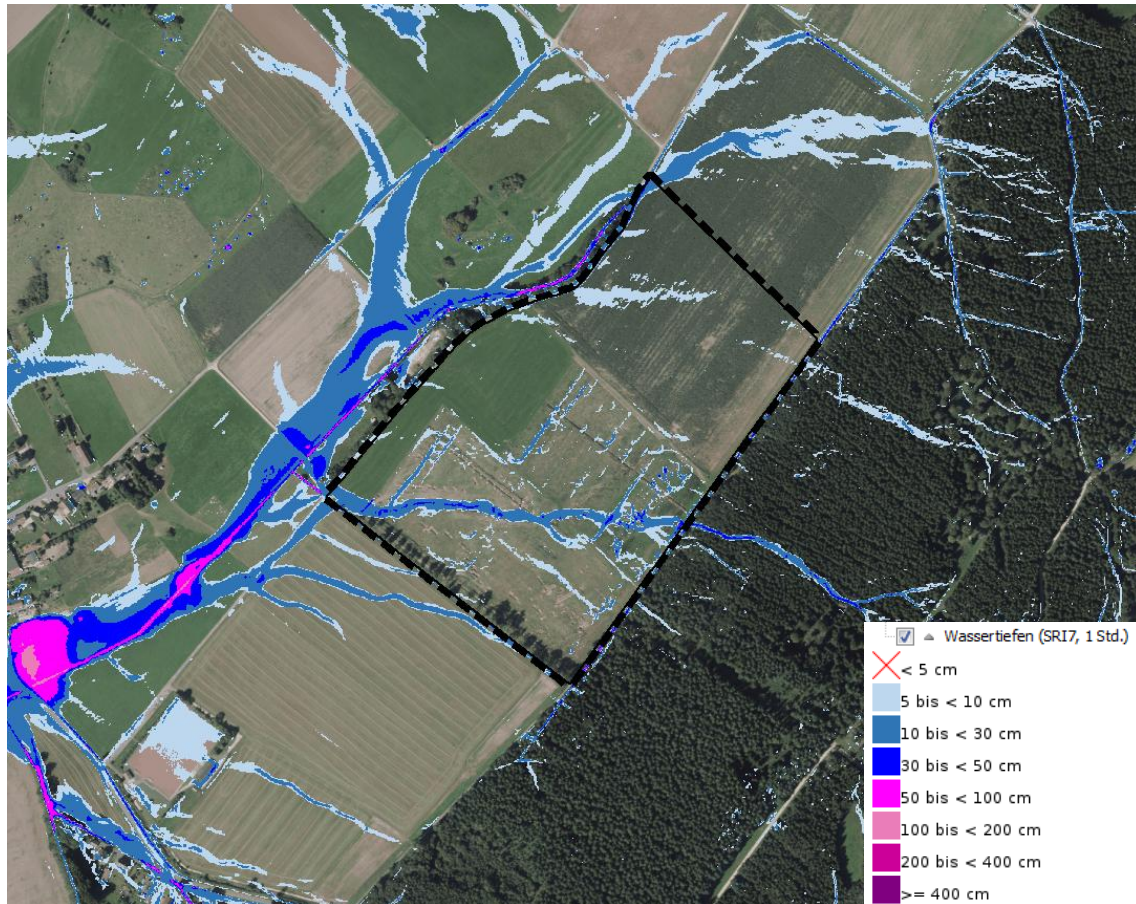 Wassertiefen (SRI7, 1 Std.)
< 5 cm
5 bis < 10 cm
10 bis < 30 cm
30 bis < 50 cm
50 bis < 100 cm
100 bis < 200 cm
200 bis < 400 cm
>= 400 cm